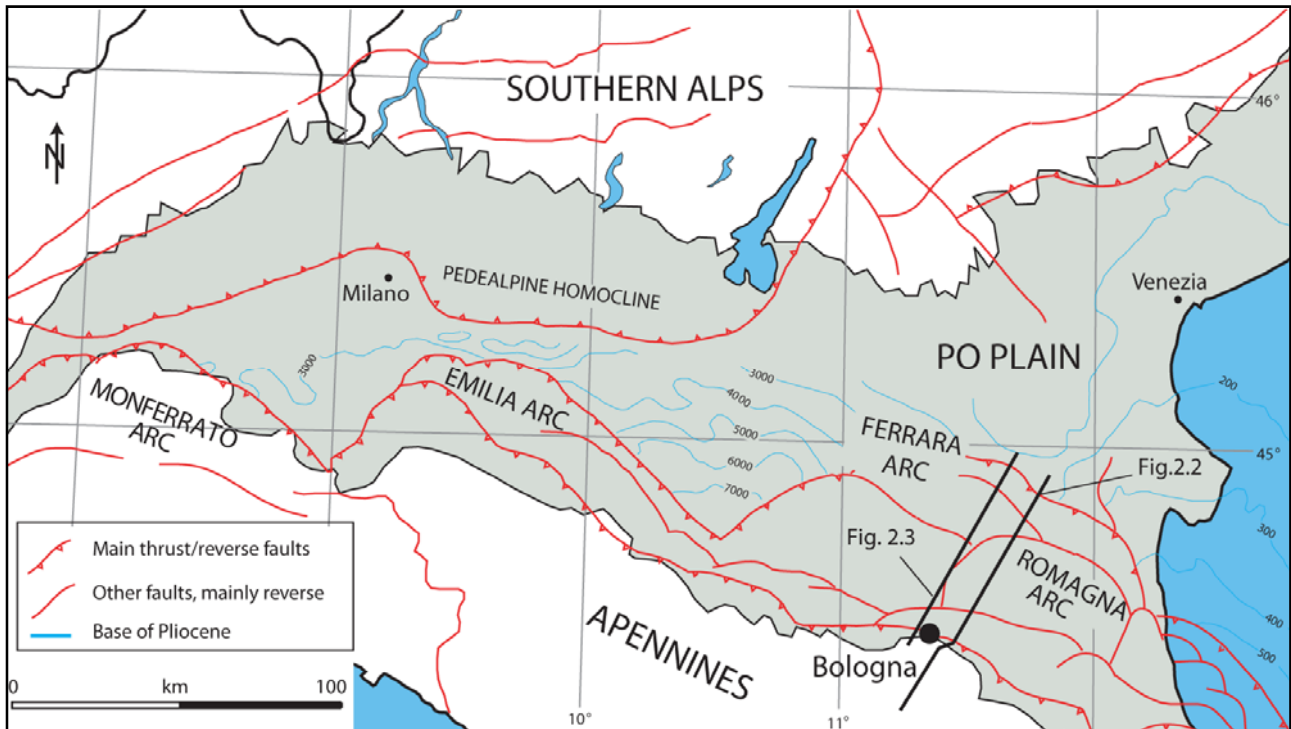 SOUTHERN ALPS
46°
N
PEDEALPINE HOMOCLINE
Milano
Venezia
PO PLAIN
3000
3000
200
MONFERRATO
ARC
EMILIA ARC
4000
5000
6000
7000
FERRARA
ARC
45°
Fig.2.2
300
Fig. 2.3
ROMAGNA
ARC
400
500
Main thrust/reverse faults
Other faults, mainly reverse
Base of Pliocene
APENNINES
Bologna
0 km 100
10°
11°